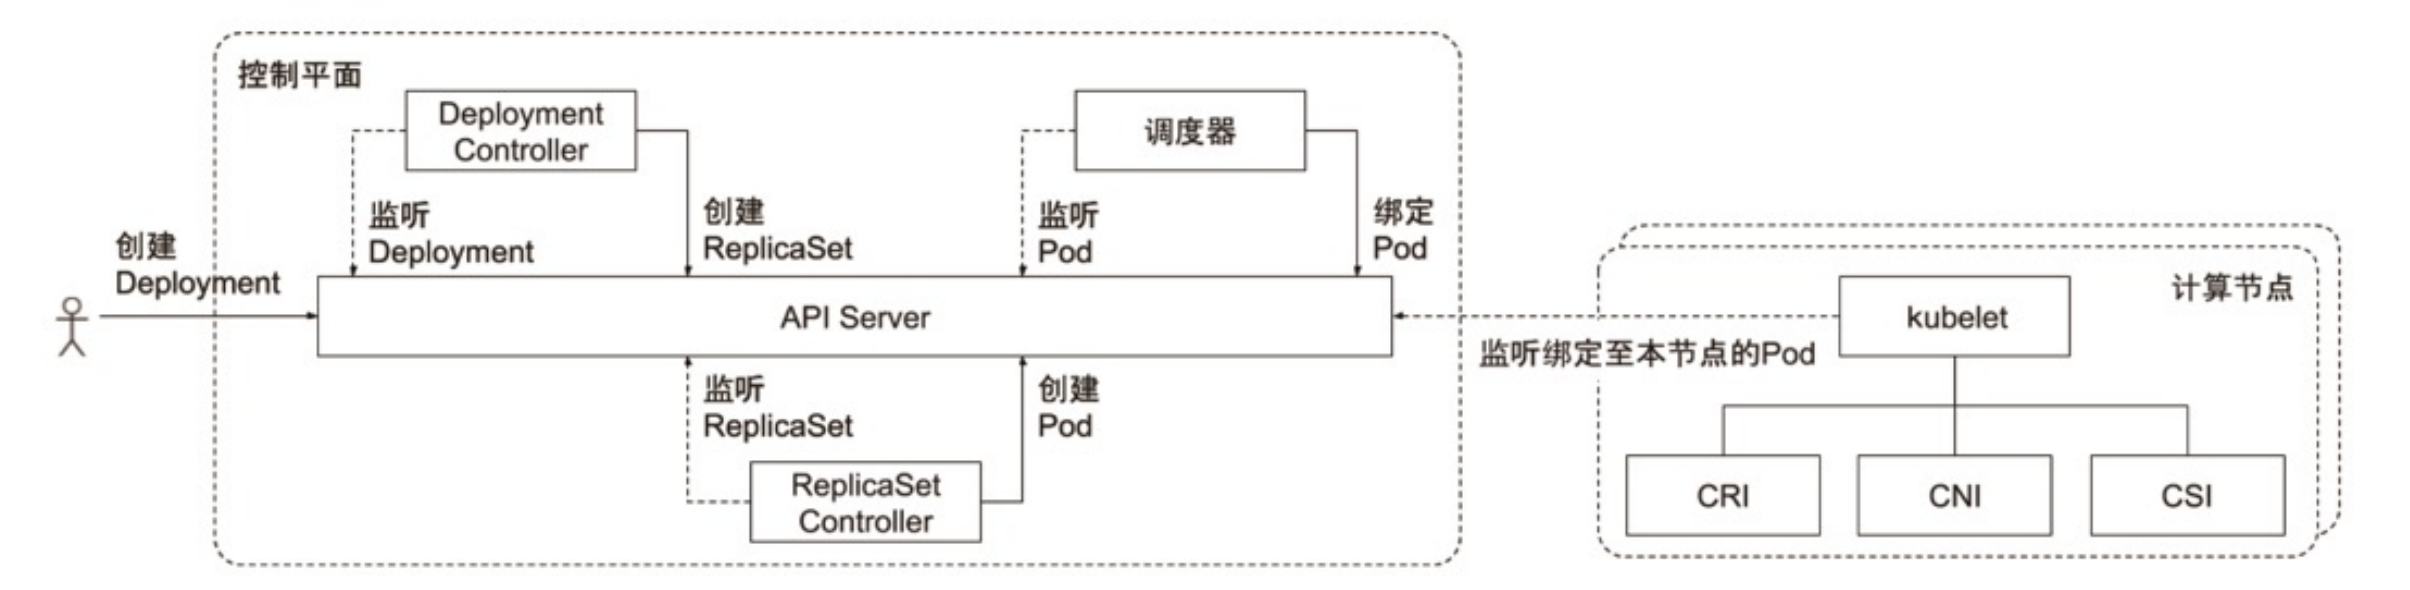 控制平面
Deployment
Controller
调度器
监听
Deployment
创建
ReplicaSet
监听
Pod
绑定
Pod
创建
Deployment
API Server
计算节点
kubelet
监听绑定至本节点的Pod
监听
ReplicaSet
创建
Pod
ReplicaSet
Controller
CRI
CNI
CSI